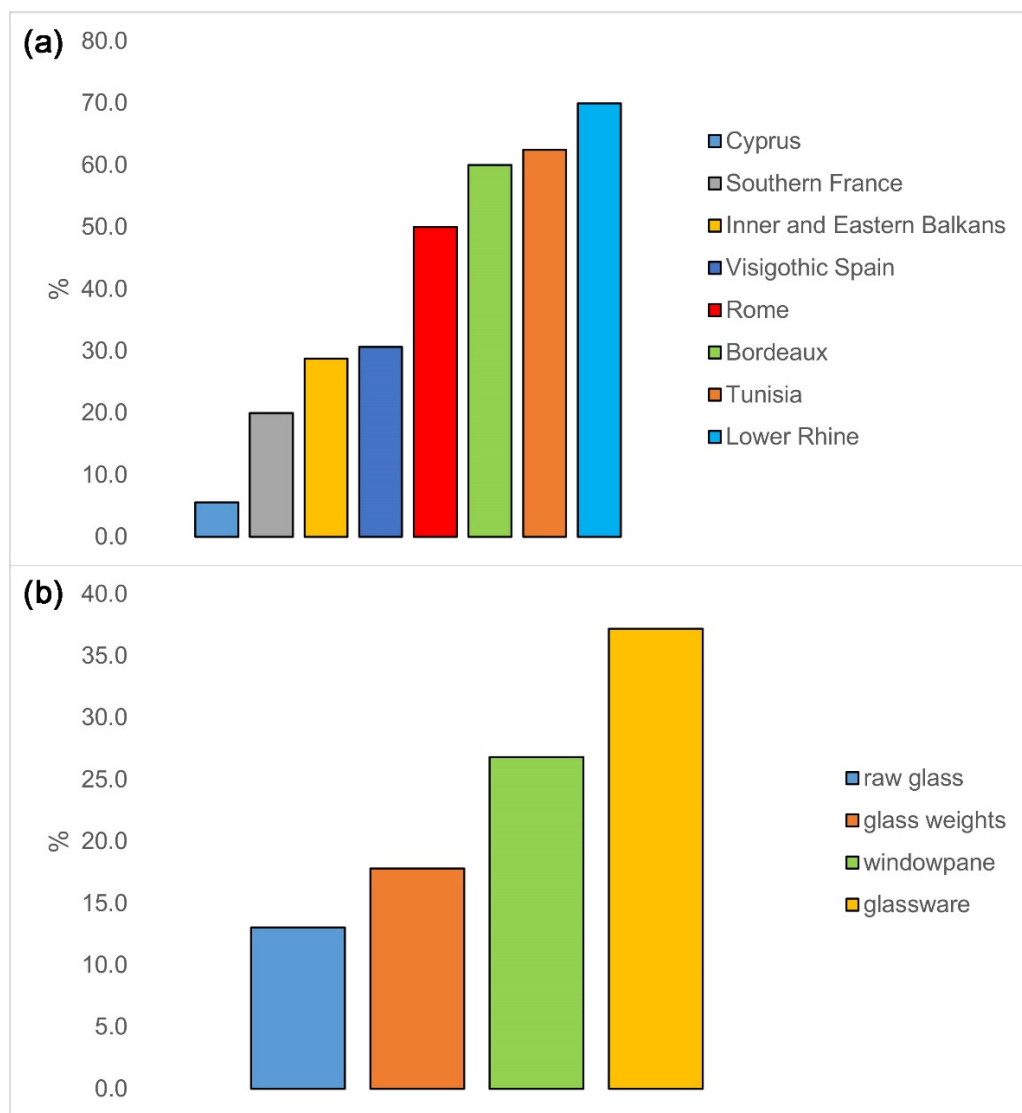 (a)
80.0
70.0
60.0
50.0
40.0
30.0
20.0
10.0
0.0
%
Cyprus
Southern France
Inner and Eastern Balkans
Visigothic Spain
Rome
Bordeaux
Tunisia
Lower Rhine
(b)
40.0
35.0
30.0
25.0
20.0
15.0
10.0
5.0
0.0
%
raw glass
glass weights
windowpane
glassware